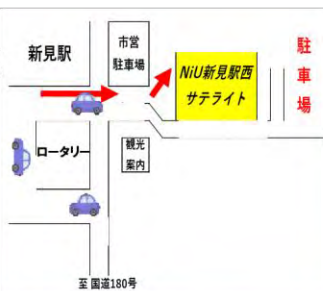 新見駅
市営
駐車場
NiU新見駅西
サテライト
駐
車
場
ロータリー
観光
案内
至国道180号